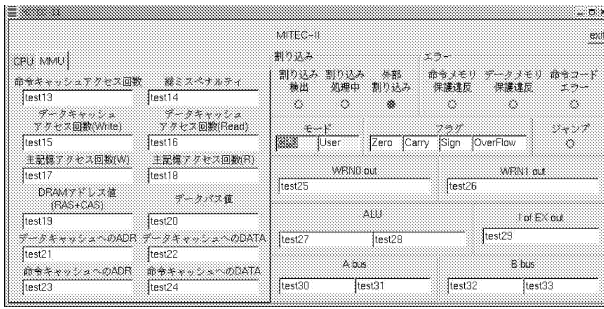 MITEC-II
MITEC-II
exit
CPU MMU
命令キャッシュアクセス回数 総ミスペナルティ
test13 test14
データキャッシュ アクセス回数(Write) データキャッシュ アクセス回数(Read)
test15 test16
主記憶アクセス回数(W) 主記憶アクセス回数(R)
test17 test18
DRAMアドレス値 (RAS+CAS) データバス値
test19 test20
データキャッシュへのADR データキャッシュへのDATA
test21 test22
命令キャッシュへのADR 命令キャッシュへのDATA
test23 test24
割り込み エラー
割り込み 検出 割り込み 処理中 外部 割り込み 命令メモリ 保護違反 データメモリ 保護違反 命令コード エラー
モード フラグ ジャンプ
User Zero Carry Sign OverFlow
WRN0 out WRN1 out
test25 test26
ALU T of EX out
test27 test28 test29
A bus B bus
test30 test31 test32 test33